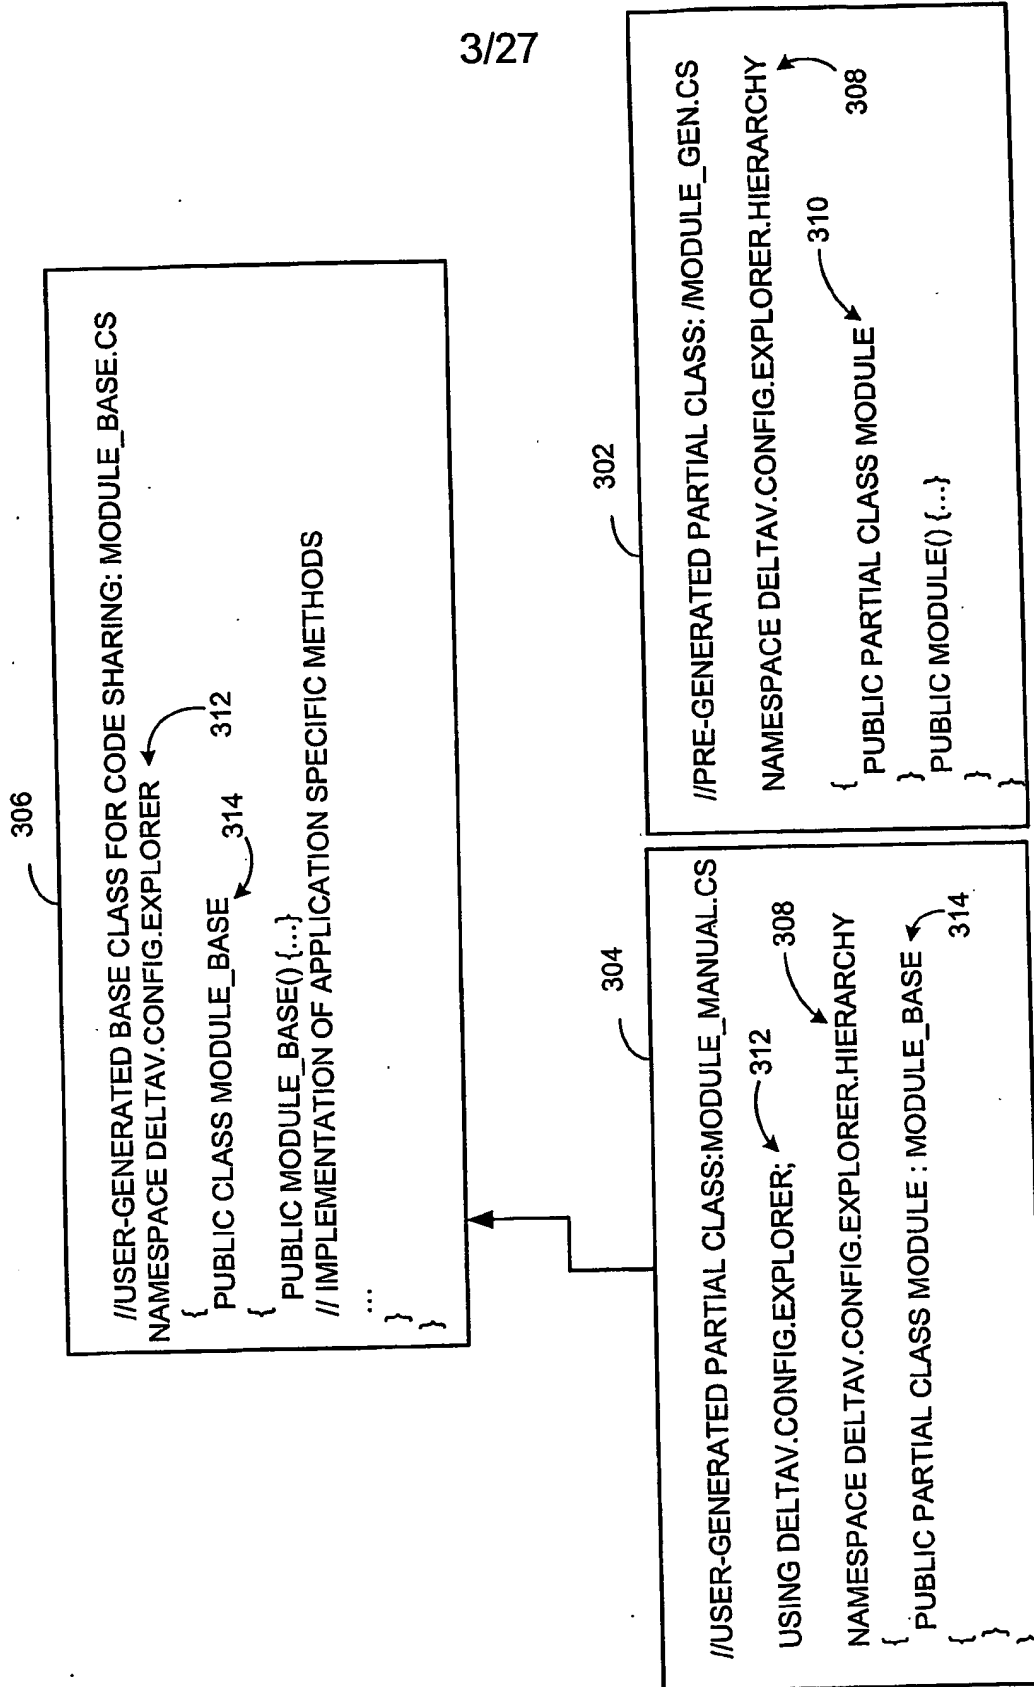 3/27
306
//USER-GENERATED BASE CLASS FOR CODE SHARING: MODULE_BASE.CS
NAMESPACE DELTAV.CONFIG.EXPLORER
312
{
PUBLIC CLASS MODULE_BASE
314
{
PUBLIC MODULE_BASE() {...}
// IMPLEMENTATION OF APPLICATION SPECIFIC METHODS
...
}
}
304
//USER-GENERATED PARTIAL CLASS:MODULE_MANUAL.CS
USING DELTAV.CONFIG.EXPLORER;
312
NAMESPACE DELTAV.CONFIG.EXPLORER.HIERARCHY
308
{
PUBLIC PARTIAL CLASS MODULE : MODULE_BASE
314
{
}
}
302
//PRE-GENERATED PARTIAL CLASS: /MODULE_GEN.CS
NAMESPACE DELTAV.CONFIG.EXPLORER.HIERARCHY
308
{
PUBLIC PARTIAL CLASS MODULE
310
}
PUBLIC MODULE() {...}
}
}